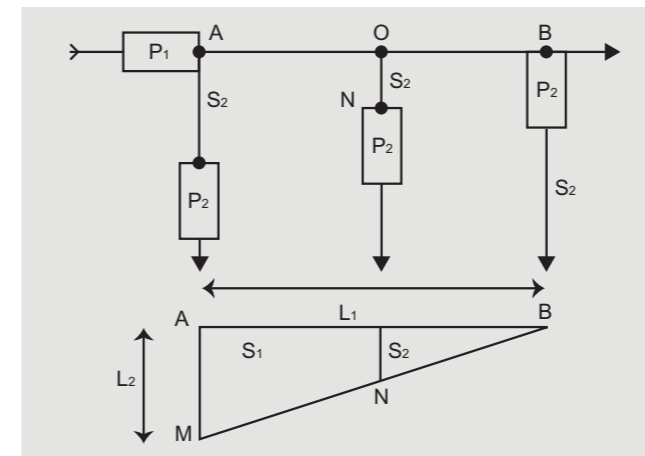 A O B
P₁ S₂ P₂
N
S₂ P₂
S₂ P₂
A L₁ B
S₁ S₂
L₂
N
M